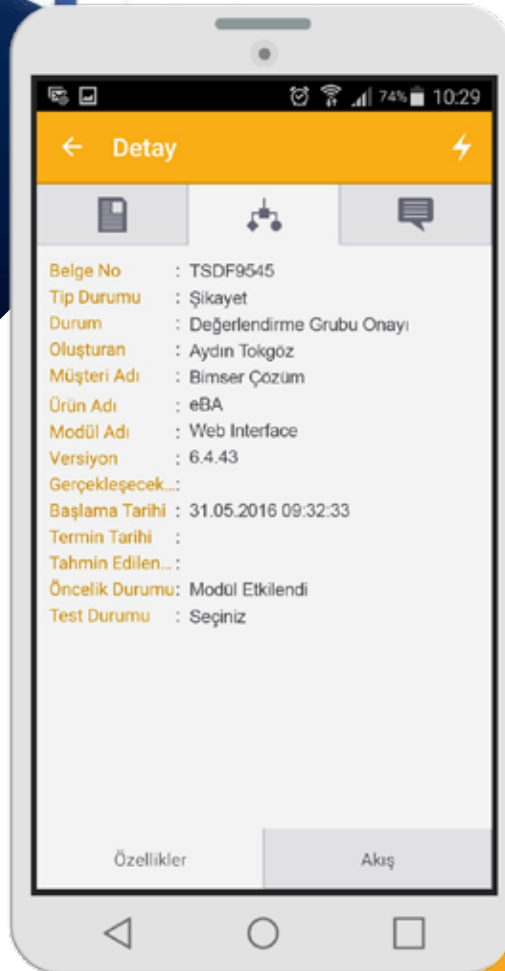 74% 10:29
Detay
Belge No : TSDF9545
Tip Durumu : Şikayet
Durum : Değerlendirme Grubu Onayı
Oluşturan : Aydın Tokgöz
Müşteri Adı : Bimser Çözüm
Ürün Adı : eBA
Modül Adı : Web Interface
Versiyon : 6.4.43
Gerçekleşecek...:
Başlama Tarihi : 31.05.2016 09:32:33
Termin Tarihi :
Tahmin Edilen... :
Öncelik Durumu: Modül Etkilendi
Test Durumu : Seçiniz
Özellikler Akış